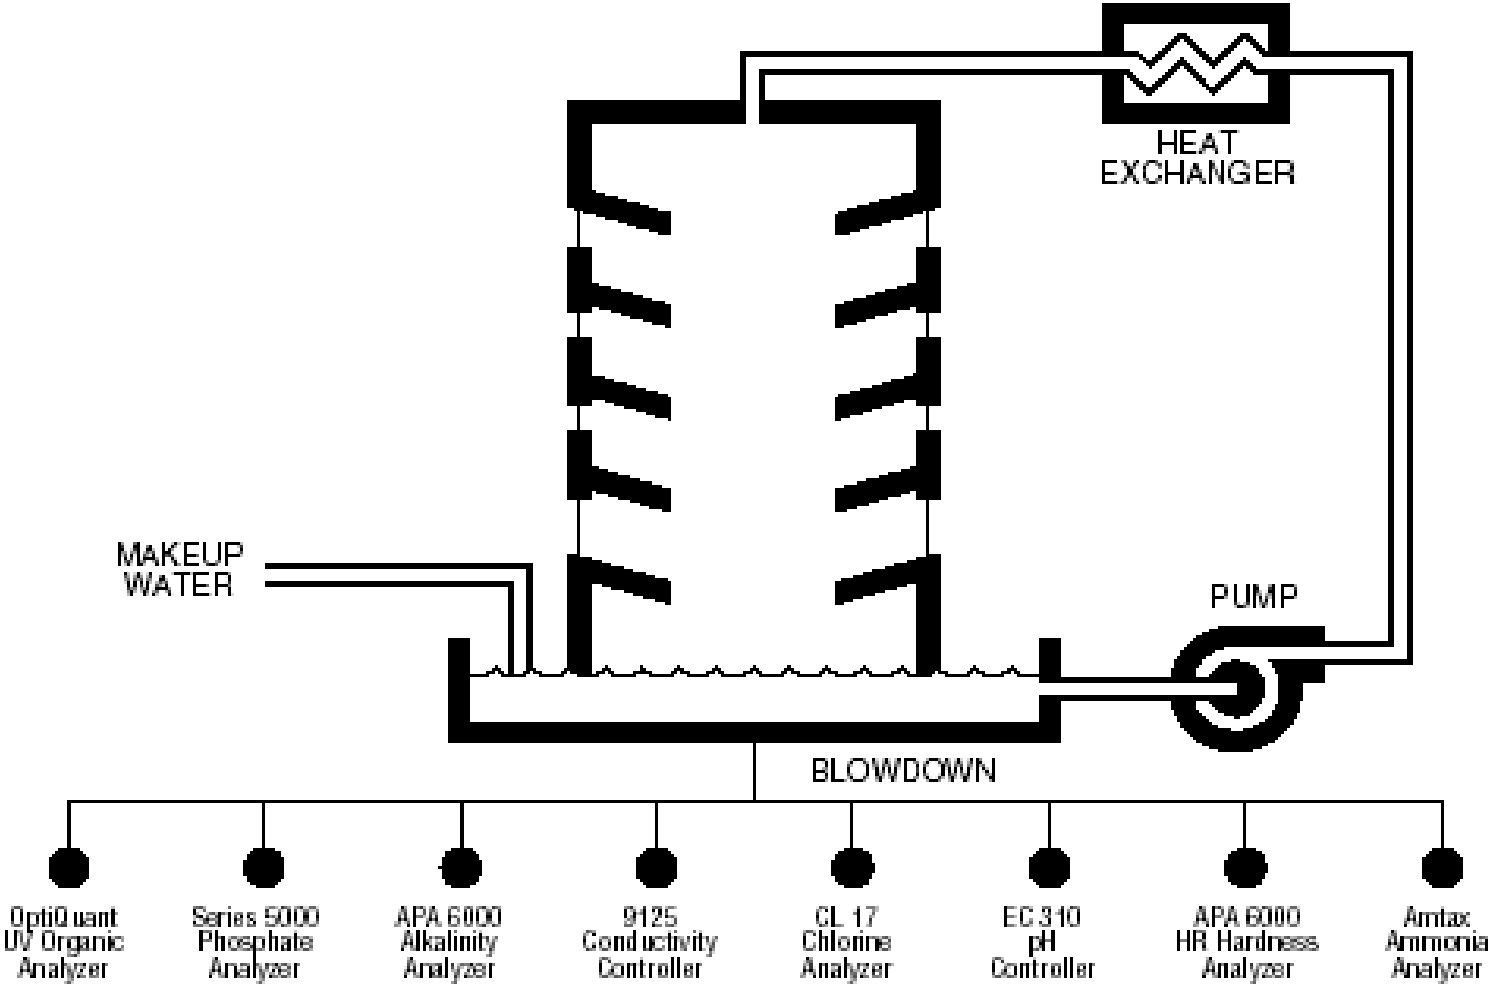 HEAT
EXCHANGER
MAKEUP
WATER
PUMP
BLOWDOWN
OptiQuant
UV Organic
Analyzer
Series 5000
Phosphate
Analyzer
APA 6000
Alkalinity
Analyzer
9125
Conductivity
Controller
CL 17
Chlorine
Analyzer
EC 310
pH
Controller
APA 6000
HR Hardness
Analyzer
Amtax
Ammonia
Analyzer